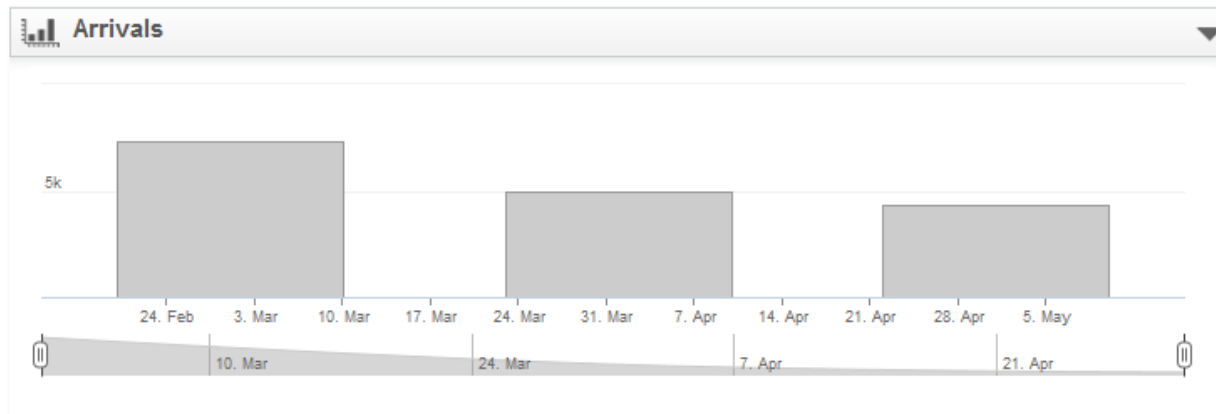 Arrivals
5k
24. Feb 3. Mar 10. Mar 17. Mar 24. Mar 31. Mar 7. Apr 14. Apr 21. Apr 28. Apr 5. May
10. Mar 24. Mar 7. Apr 21. Apr